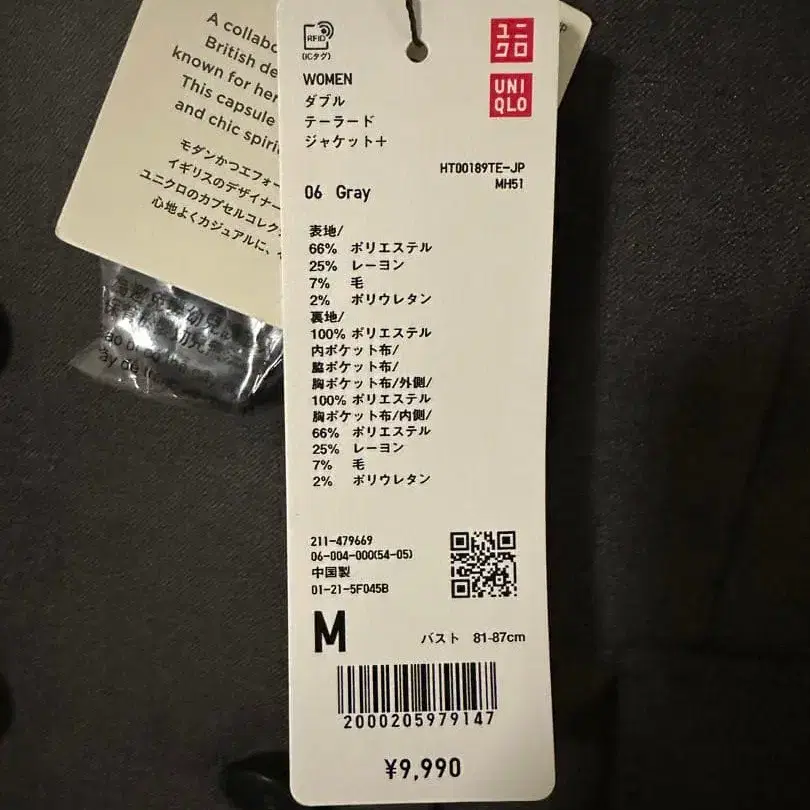 A collabo
British de
known for her
This capsule
and chic spiri
モダンかつエフォー
イギリスのデザイナー
ユニクロのカプセルコレク
心地よくカジュアルに、
RFID
(ICタグ)
ユニクロ
UNI
QLO
WOMEN
ダブル
テーラード
ジャケット+
HT00189TE-JP
MH51
06 Gray
表地/
66% ポリエステル
25% レーヨン
7% 毛
2% ポリウレタン
裏地/
100% ポリエステル
内ポケット布/
脇ポケット布/
胸ポケット布/外側/
100% ポリエステル
胸ポケット布/内側/
66% ポリエステル
25% レーヨン
7% 毛
2% ポリウレタン
211-479669
06-004-000(54-05)
中国製
01-21-5F045B
M
バスト 81-87cm
2000205979147
¥9,990